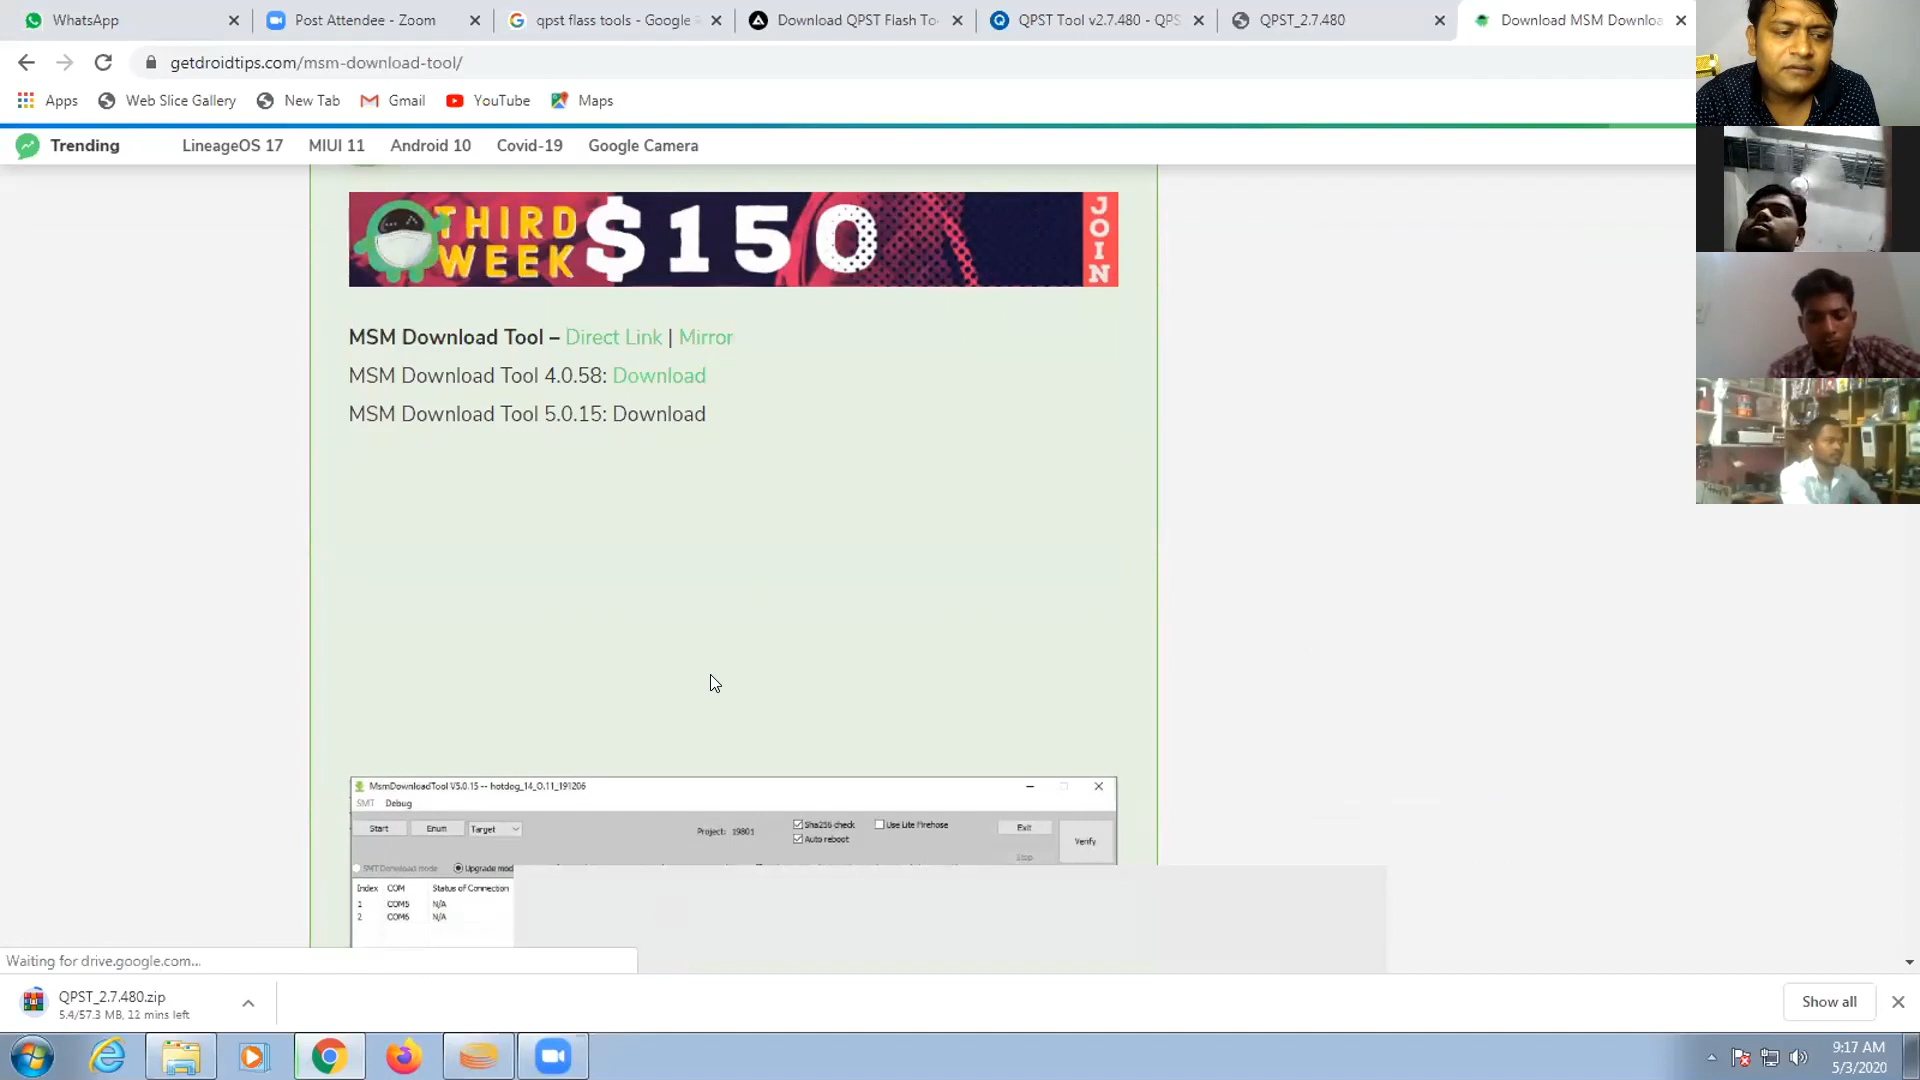 WhatsApp
Post Attendee - Zoom
qpst flass tools - Google
Download QPST Flash To
QPST Tool v2.7.480 - QPS
QPST_2.7.480
Download MSM Downloa
getdroidtips.com/msm-download-tool/
Apps
Web Slice Gallery
New Tab
Gmail
YouTube
Maps
Trending
LineageOS 17
MIUI 11
Android 10
Covid-19
Google Camera
THIRD WEEK $150 JOIN
MSM Download Tool – Direct Link | Mirror
MSM Download Tool 4.0.58: Download
MSM Download Tool 5.0.15: Download
MsmDownloadTool V5.0.15 -- hotdog_14_O.11_191206
SMT Debug
Start Enum Target
Project: 19801
Sha256 check
Use Lite Firehose
Auto reboot
Exit
Verify
Stop
SMT Download mode
Upgrade mod
Index COM Status of Connection
1 COM5 N/A
2 COM6 N/A
Waiting for drive.google.com...
QPST_2.7.480.zip
5.4/57.3 MB, 12 mins left
Show all
9:17 AM
5/3/2020